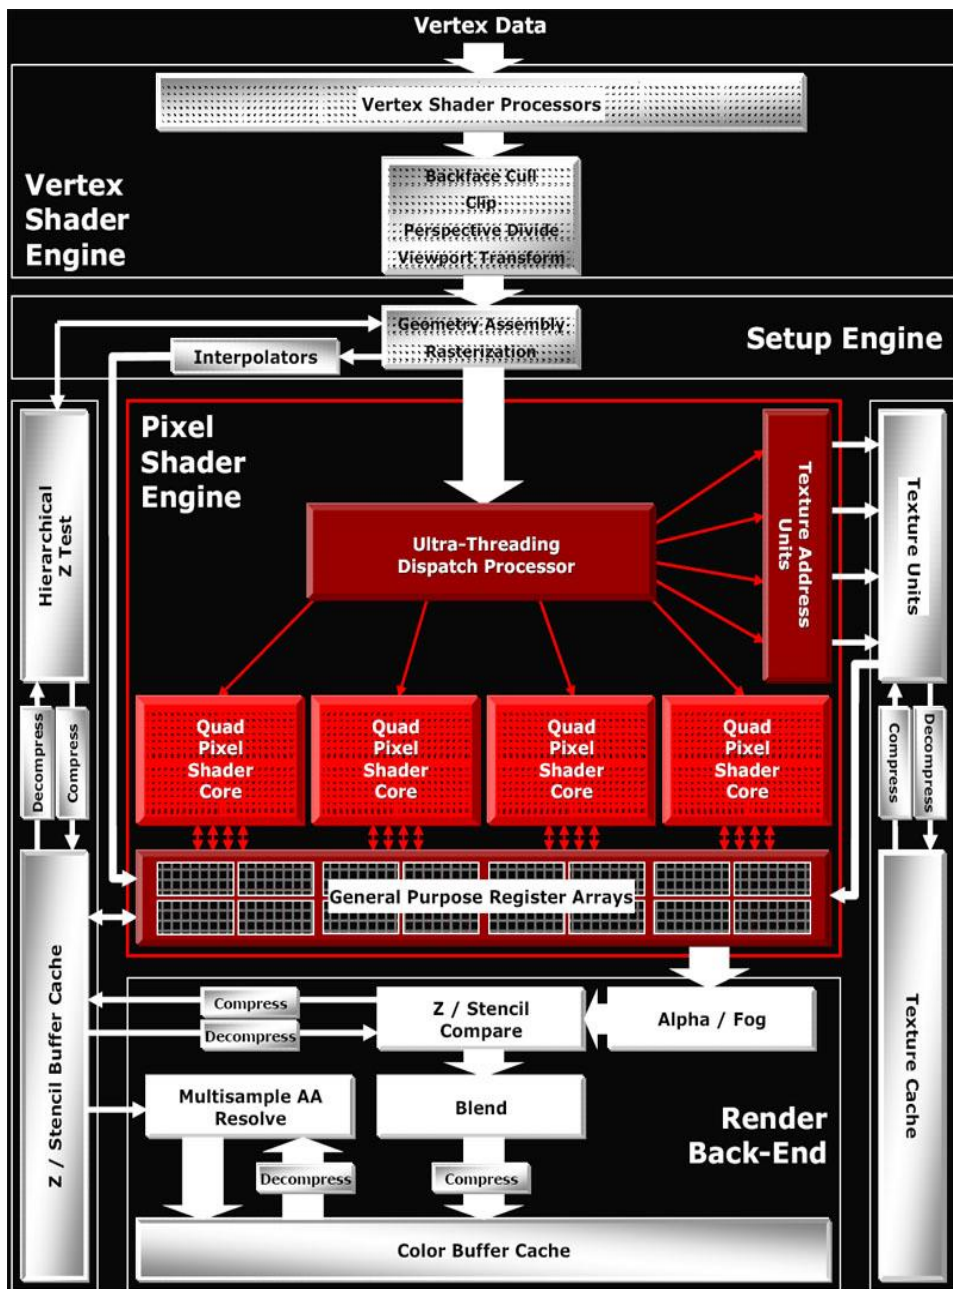 Vertex Data
Vertex Shader Processors
Vertex
Shader
Engine
Backface Cull
Clip
Perspective Divide
Viewport Transform
Geometry Assembly
Rasterization
Interpolators
Setup Engine
Hierarchical
Z Test
Pixel
Shader
Engine
Ultra-Threading
Dispatch Processor
Texture Address
Units
Texture Units
Decompress
Compress
Quad
Pixel
Shader
Core
Quad
Pixel
Shader
Core
Quad
Pixel
Shader
Core
Quad
Pixel
Shader
Core
Compress
Decompress
General Purpose Register Arrays
Z / Stencil Buffer Cache
Compress
Decompress
Z / Stencil
Compare
Alpha / Fog
Multisample AA
Resolve
Blend
Render
Back-End
Decompress
Compress
Color Buffer Cache
Texture Cache